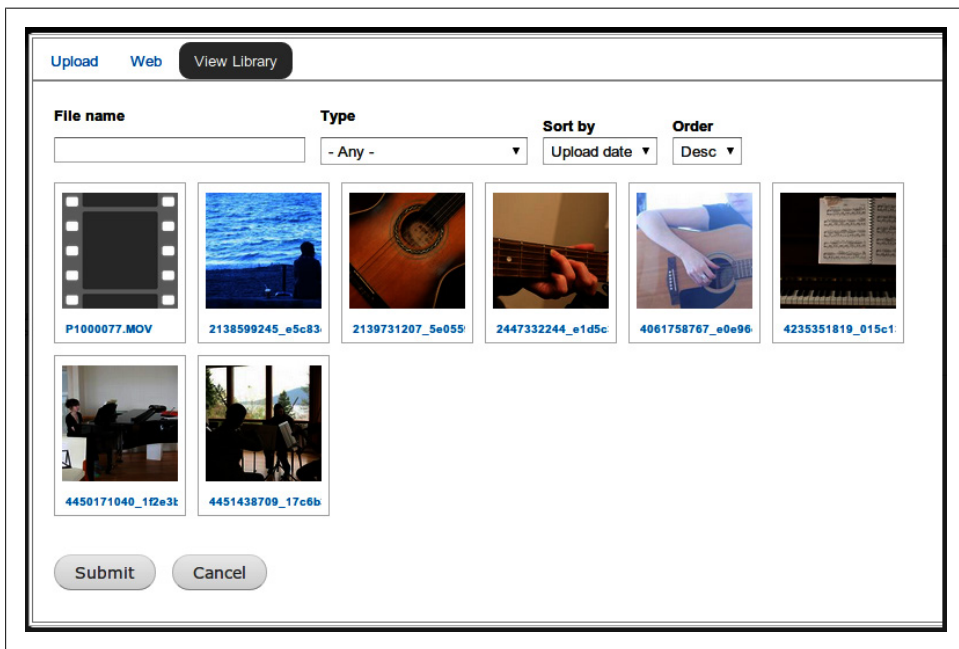 Upload Web View Library
File name Type Sort by Order
- Any - Upload date Desc
P1000077.MOV 2138599245_e5c83 2139731207_5e055 2447332244_e1d5c 4061758767_e0e96 4235351819_015c1
4450171040_1f2e3b 4451438709_17c6b
Submit Cancel